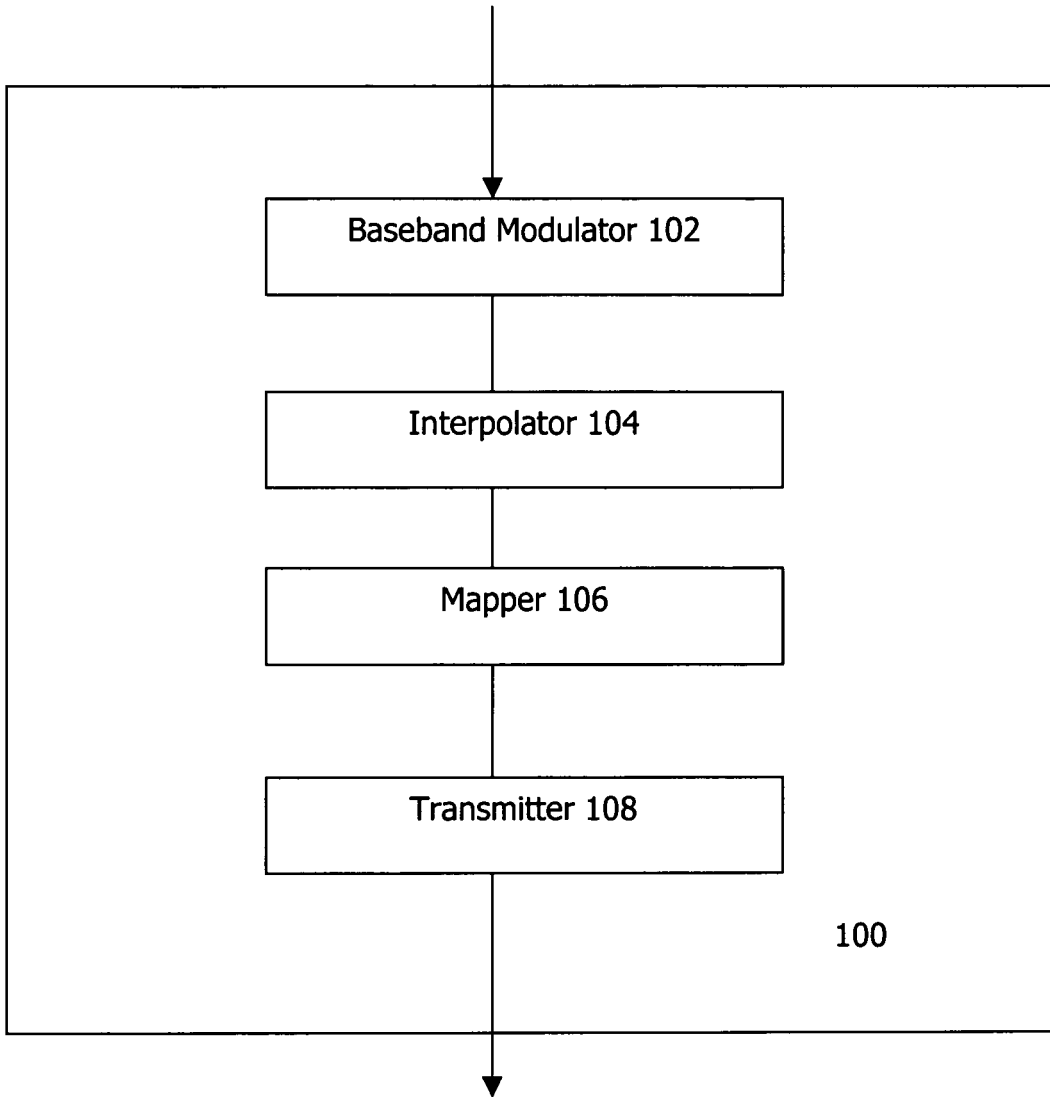 Baseband Modulator 102
Interpolator 104
Mapper 106
Transmitter 108
100